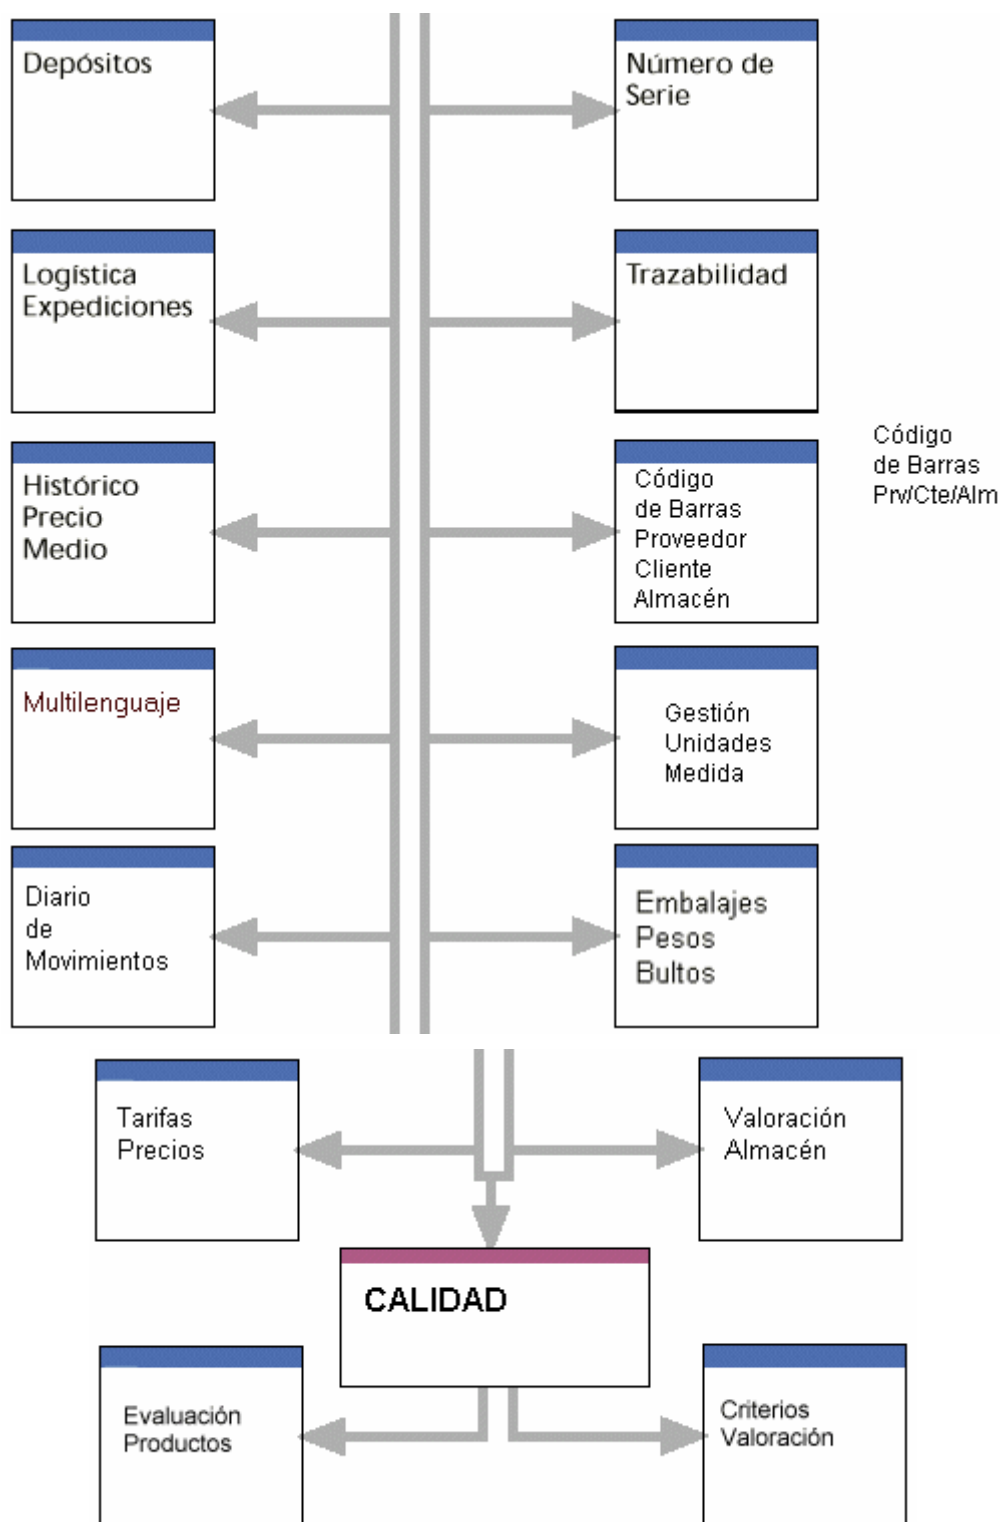 Depósitos
Número de
Serie
Logística
Expediciones
Trazabilidad
Histórico
Precio
Medio
Código
de Barras
Proveedor
Cliente
Almacén
Código
de Barras
Prv/Cte/Alm
Multilenguaje
Gestión
Unidades
Medida
Diario
de
Movimientos
Embalajes
Pesos
Bultos
Tarifas
Precios
Valoración
Almacén
CALIDAD
Evaluación
Productos
Criterios
Valoración